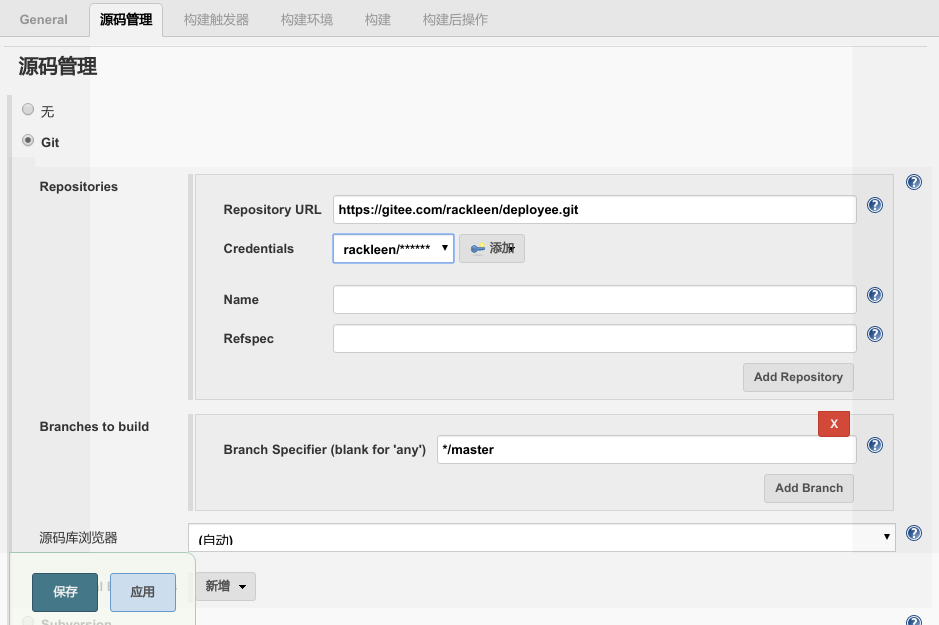 General 源码管理 构建触发器 构建环境 构建 构建后操作
源码管理
无
Git
Repositories
Repository URL https://gitee.com/rackleen/deployee.git
Credentials rackleen/****** 添加
Name
Refspec
Add Repository
Branches to build
X
Branch Specifier (blank for 'any') */master
Add Branch
源码库浏览器 (自动)
保存 应用 新增
Subversion